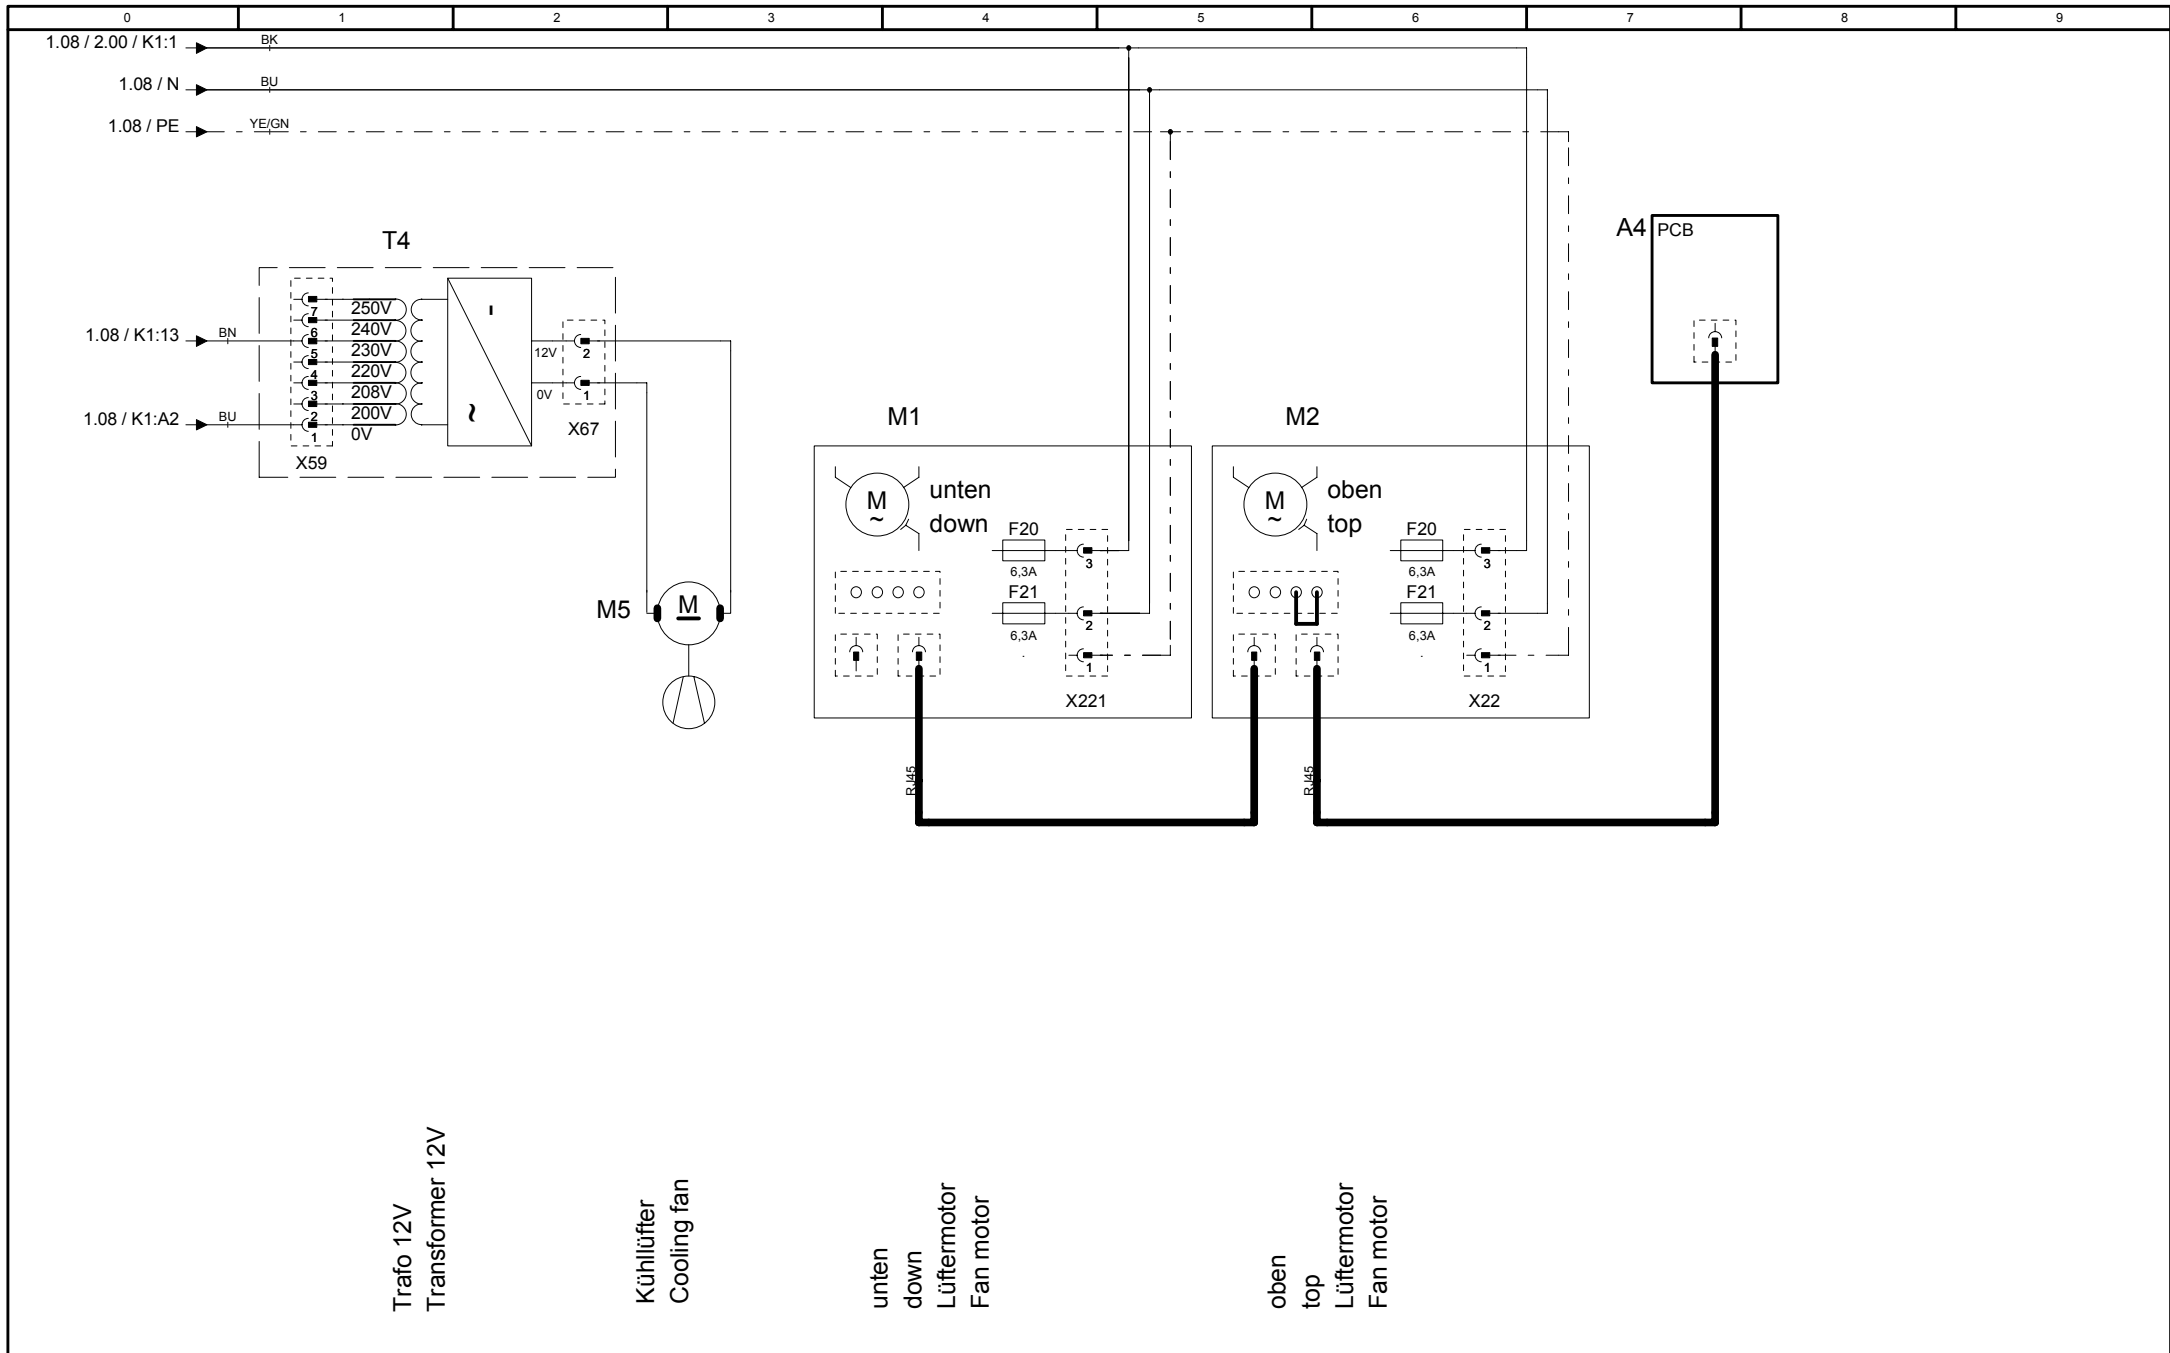 0 1 2 3 4 5 6 7 8 9
1.08 / 2.00 / K1:1 BK
1.08 / N BU
1.08 / PE YE/GN
T4
A4 PCB
7 250V
6 240V
1.08 / K1:13 BN
5 230V
12V 2
4 220V
3 208V
0V 1
2 200V
1.08 / K1:A2 BU
1 0V
X67
X59
M1
M2
M
~
unten
down
F20
6,3A
3
F21
6,3A
2
1
X221
M
~
oben
top
F20
6,3A
3
F21
6,3A
2
1
X22
M5 M
RJ45
RJ45
Trafo 12V
Transformer 12V
Kühllüfter
Cooling fan
unten
down
Lüftermotor
Fan motor
oben
top
Lüftermotor
Fan motor